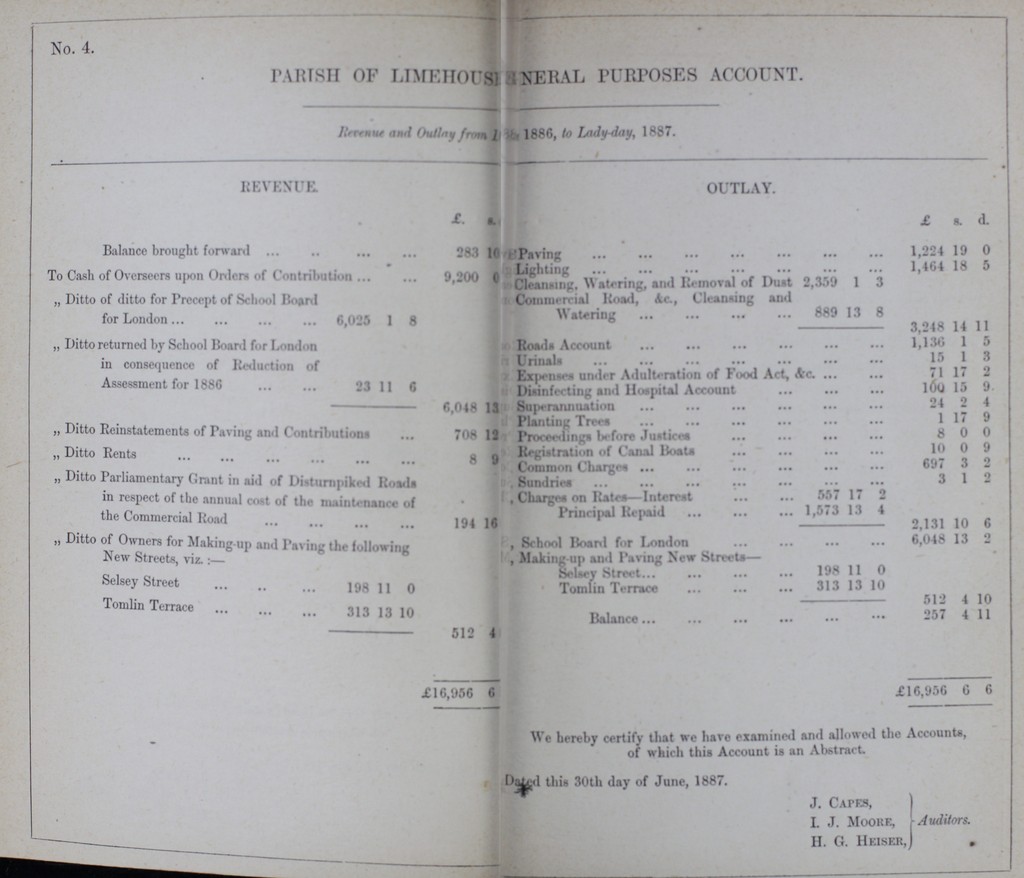 No. 4.
PARISH OF LIMEHOUS NERAL PURPOSES ACCOUNT.
Revenue and Outlay from 1886, to Lady-day, 1887.
REVENUE.
£. s.
Balance brought forward ... .. ... ... 283 10
To Cash of Overseers upon Orders of Contribution ... ... 9,200 0
„ Ditto of ditto for Precept of School Board
for London ... ... ... ... ... 6,025 1 8
„ Ditto returned by School Board for London
in consequence of Reduction of
Assessment for 1886 ... ... 23 11 6
6,048 13
„ Ditto Reinstatements of Paving and Contributions ... 708 12
„ Ditto Rents ... ... ... ... ... ... 8 9
„ Ditto Parliamentary Grant in aid of Disturnpiked Roads
in respect of the annual cost of the maintenance of
the Commercial Road ... ... ... ... 194 16
„ Ditto of Owners for Making-up and Paving the following
New Streets, viz. :—
Selsey Street ... .. ... 198 11 0
Tomlin Terrace ... ... ... 313 13 10
512 4
£16,956 6
OUTLAY.
£ s. d.
Paving ... ... ... ... ... ... ... 1,224 19 0
Lighting ... ... ... ... ... ... ... 1,464 18 5
Cleansing, Watering, and Removal of Dust 2,359 1 3
Commercial Road, &c., Cleansing and
Watering ... ... ... ... 889 13 8
3,248 14 11
Roads Account ... ... ... ... ... ... 1,136 1 5
Urinals ... ... ... ... ... ... ... 15 1 3
Expenses under Adulteration of Food Act, &c. ... ... 71 17 2
Disinfecting and Hospital Account ... ... ... 160 15 9
Superannuation ... ... ... ... ... ... 24 2 4
Planting Trees ... ... ... ... ... ... 1 17 9
Proceedings before Justices ... ... ... ... 8 0 0
Registration of Canal Boats ... ... ... ... 10 0 9
Common Charges ... ... ... ... ... ... 697 3 2
Sundries ... ... ... ... ... ... ... 3 1 2
, Charges on Rates—Interest ... ... 557 17 2
Principal Repaid ... ... ... 1,573 13 4
2,131 10 6
, School Board for London ... ... ... ... 6,048 13 2
, Making-up and Paving New Streets—
Selsey Street... ... ... ... 198 11 0
Tomlin Terrace ... ... ... 313 13 10
512 4 10
Balance ... ... ... ... ... ... 257 4 11
£16,956 6 6
We hereby certify that we have examined and allowed the Accounts,
of which this Account is an Abstract.
Dated this 30th day of June, 1887.
J. CAPES,
I. J. MOORE,
H. G. HEISER,
Auditors.